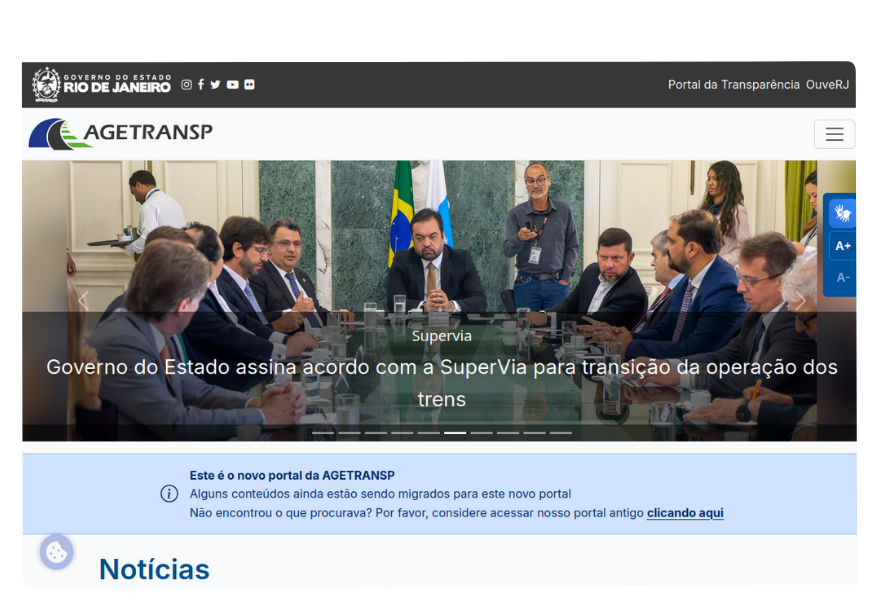 GOVERNO DO ESTADO
RIO DE JANEIRO
Portal da Transparência OuveRJ
AGETRANSP
A+
A-
Supervia
Governo do Estado assina acordo com a SuperVia para transição da operação dos
trens
Este é o novo portal da AGETRANSP
Alguns conteúdos ainda estão sendo migrados para este novo portal
Não encontrou o que procurava? Por favor, considere acessar nosso portal antigo clicando aqui
Notícias